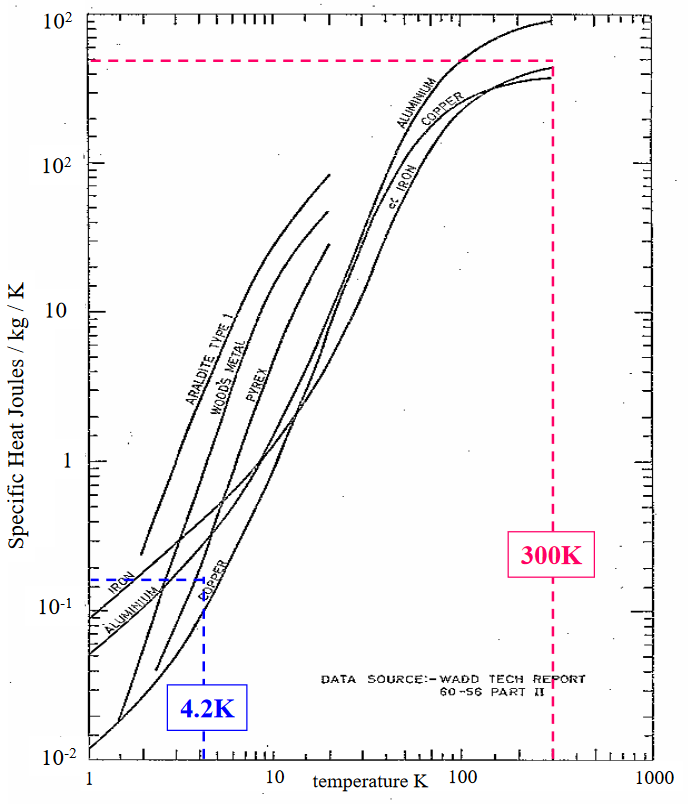 10²
10²
10
1
10⁻¹
10⁻²
Specific Heat Joules / kg / K
ALUMINIUM
COPPER
α IRON
ARALDITE TYPE 1
WOODS METAL
PYREX
IRON
ALUMINIUM
COPPER
300K
4.2K
DATA SOURCE:- WADD TECH REPORT
60-56 PART II
1
10
100
1000
temperature K